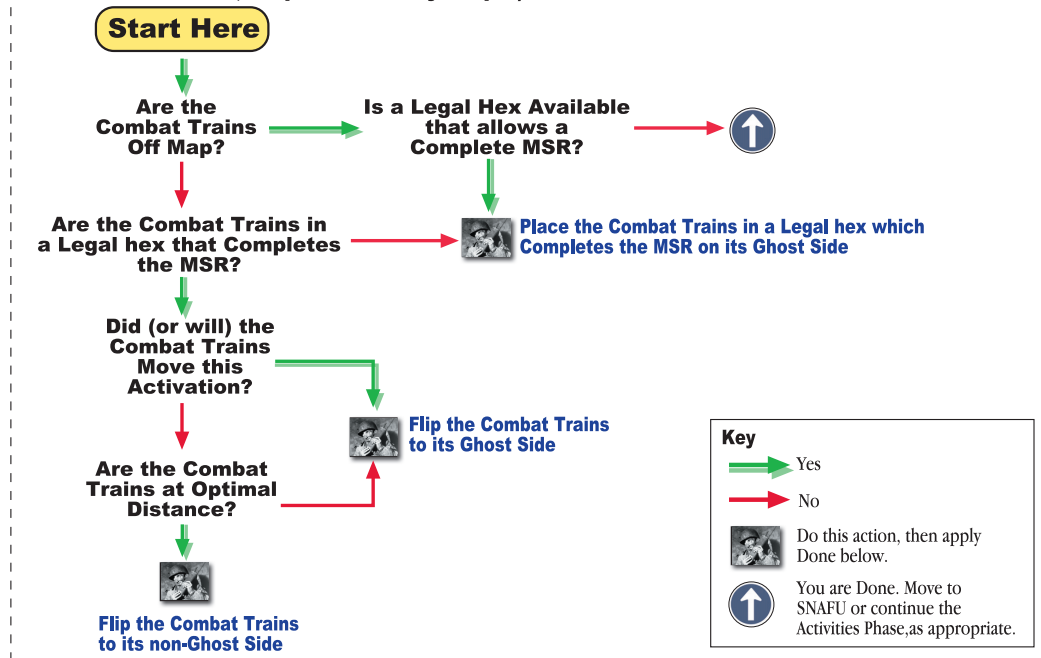 Start Here
Are the
Combat Trains
Off Map?
Is a Legal Hex Available
that allows a
Complete MSR?
Are the Combat Trains in
a Legal hex that Completes
the MSR?
Place the Combat Trains in a Legal hex which
Completes the MSR on its Ghost Side
Did (or will) the
Combat Trains
Move this
Activation?
Flip the Combat Trains
to its Ghost Side
Are the Combat
Trains at Optimal
Distance?
Flip the Combat Trains
to its non-Ghost Side
Key
Yes
No
Do this action, then apply
Done below.
You are Done. Move to
SNAFU or continue the
Activities Phase,as appropriate.